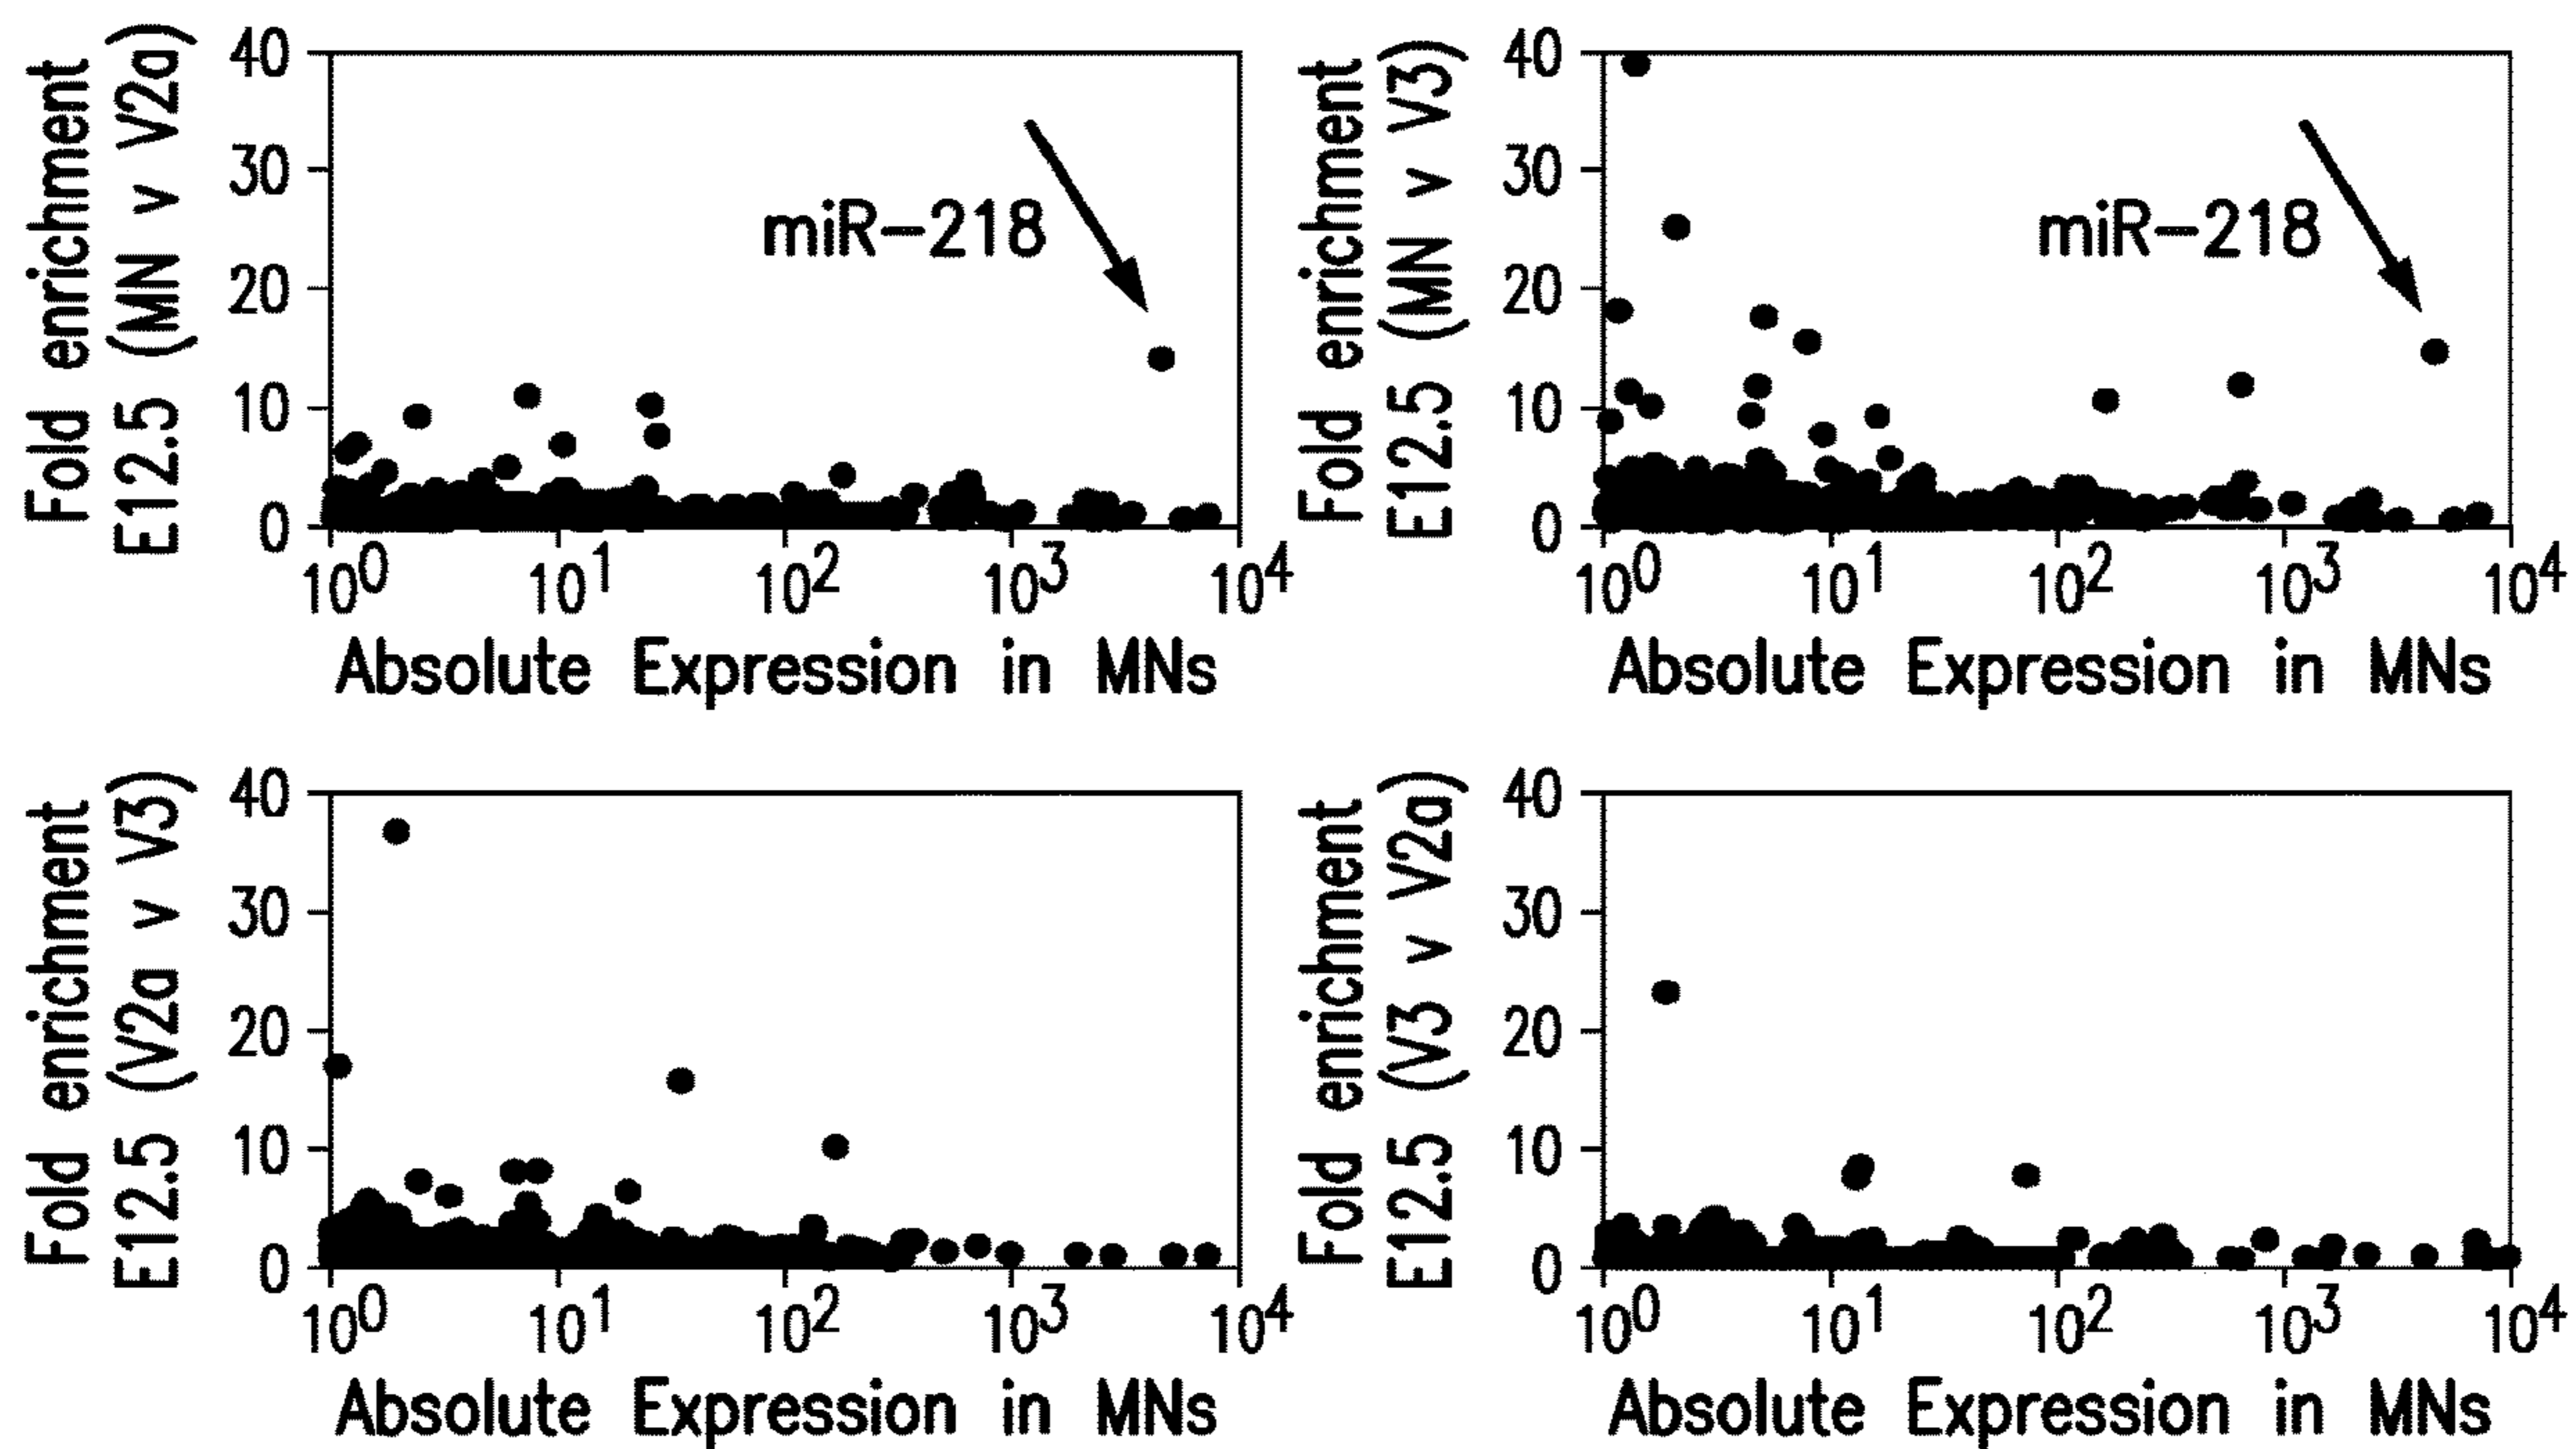 Fold enrichment
E12.5 (MN v V2a)
40
30
20
10
0
miR-218
10^0 10^1 10^2 10^3 10^4
Absolute Expression in MNs
Fold enrichment
E12.5 (MN v V3)
40
30
20
10
0
miR-218
10^0 10^1 10^2 10^3 10^4
Absolute Expression in MNs
Fold enrichment
E12.5 (V2a v V3)
40
30
20
10
0
10^0 10^1 10^2 10^3 10^4
Absolute Expression in MNs
Fold enrichment
E12.5 (V3 v V2a)
40
30
20
10
0
10^0 10^1 10^2 10^3 10^4
Absolute Expression in MNs